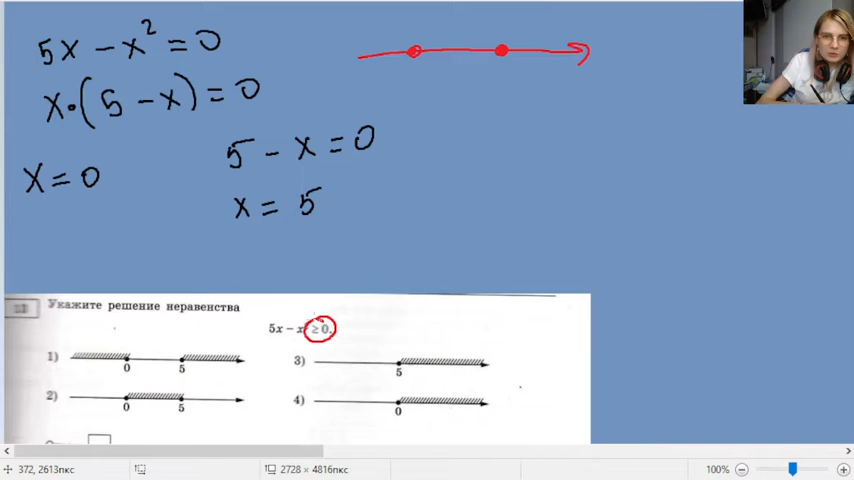 5x - x² = 0
x·(5 - x) = 0
5 - x = 0
x = 0
x = 5
13
Укажите решение неравенства
5x - x² ≥ 0.
1)
0 5
3)
5
2)
0 5
4)
0
372, 2613пкс
2728 × 4816пкс
100%